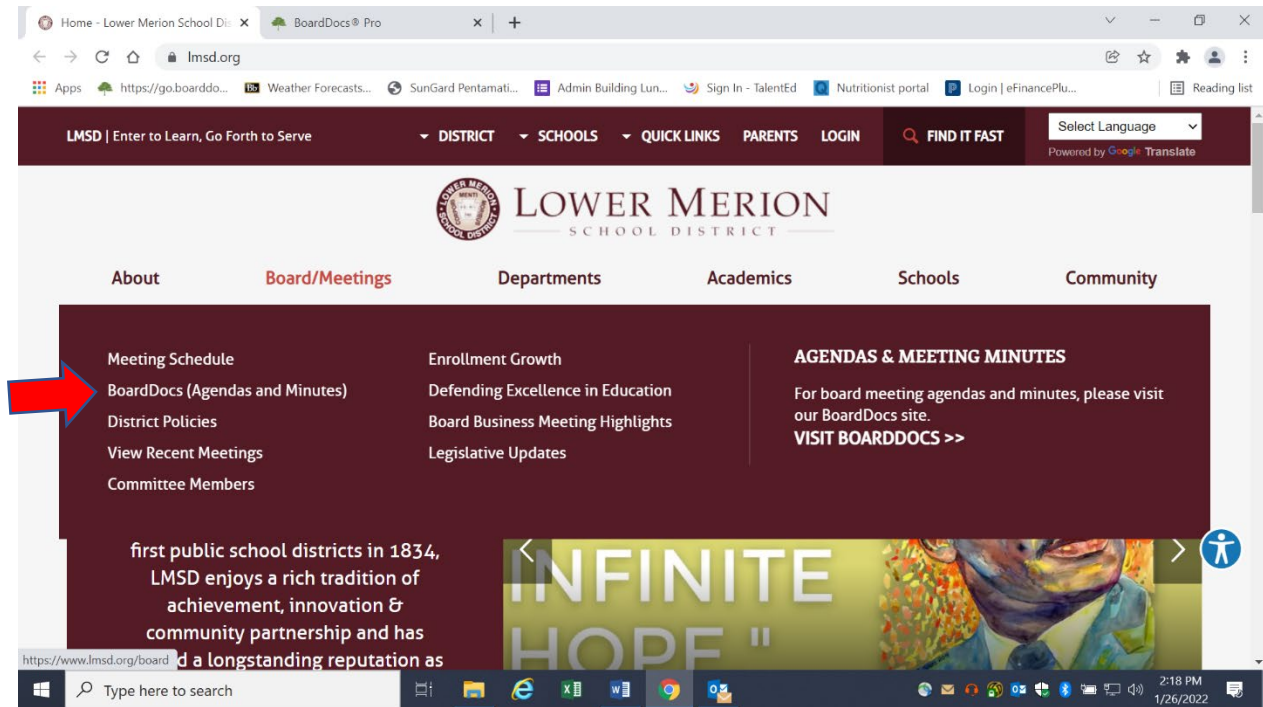 Home - Lower Merion School Dis
BoardDocs® Pro
lmsd.org
Apps
https://go.boarddo...
Bb
Weather Forecasts...
SunGard Pentamati...
Admin Building Lun...
Sign In - TalentEd
Nutritionist portal
Login | eFinancePlu...
Reading list
LMSD | Enter to Learn, Go Forth to Serve
DISTRICT
SCHOOLS
QUICK LINKS
PARENTS
LOGIN
FIND IT FAST
Select Language
Powered by Google Translate
LOWER MERION
SCHOOL DISTRICT
LOWER MERION
SCHOOL DISTRICT
About
Board/Meetings
Departments
Academics
Schools
Community
Meeting Schedule
BoardDocs (Agendas and Minutes)
District Policies
View Recent Meetings
Committee Members
Enrollment Growth
Defending Excellence in Education
Board Business Meeting Highlights
Legislative Updates
AGENDAS & MEETING MINUTES
For board meeting agendas and minutes, please visit
our BoardDocs site.
VISIT BOARDDOCS >>
first public school districts in 1834,
LMSD enjoys a rich tradition of
achievement, innovation &
community partnership and has
d a longstanding reputation as
INFINITE
HOPE "
https://www.lmsd.org/board
Type here to search
2:18 PM
1/26/2022